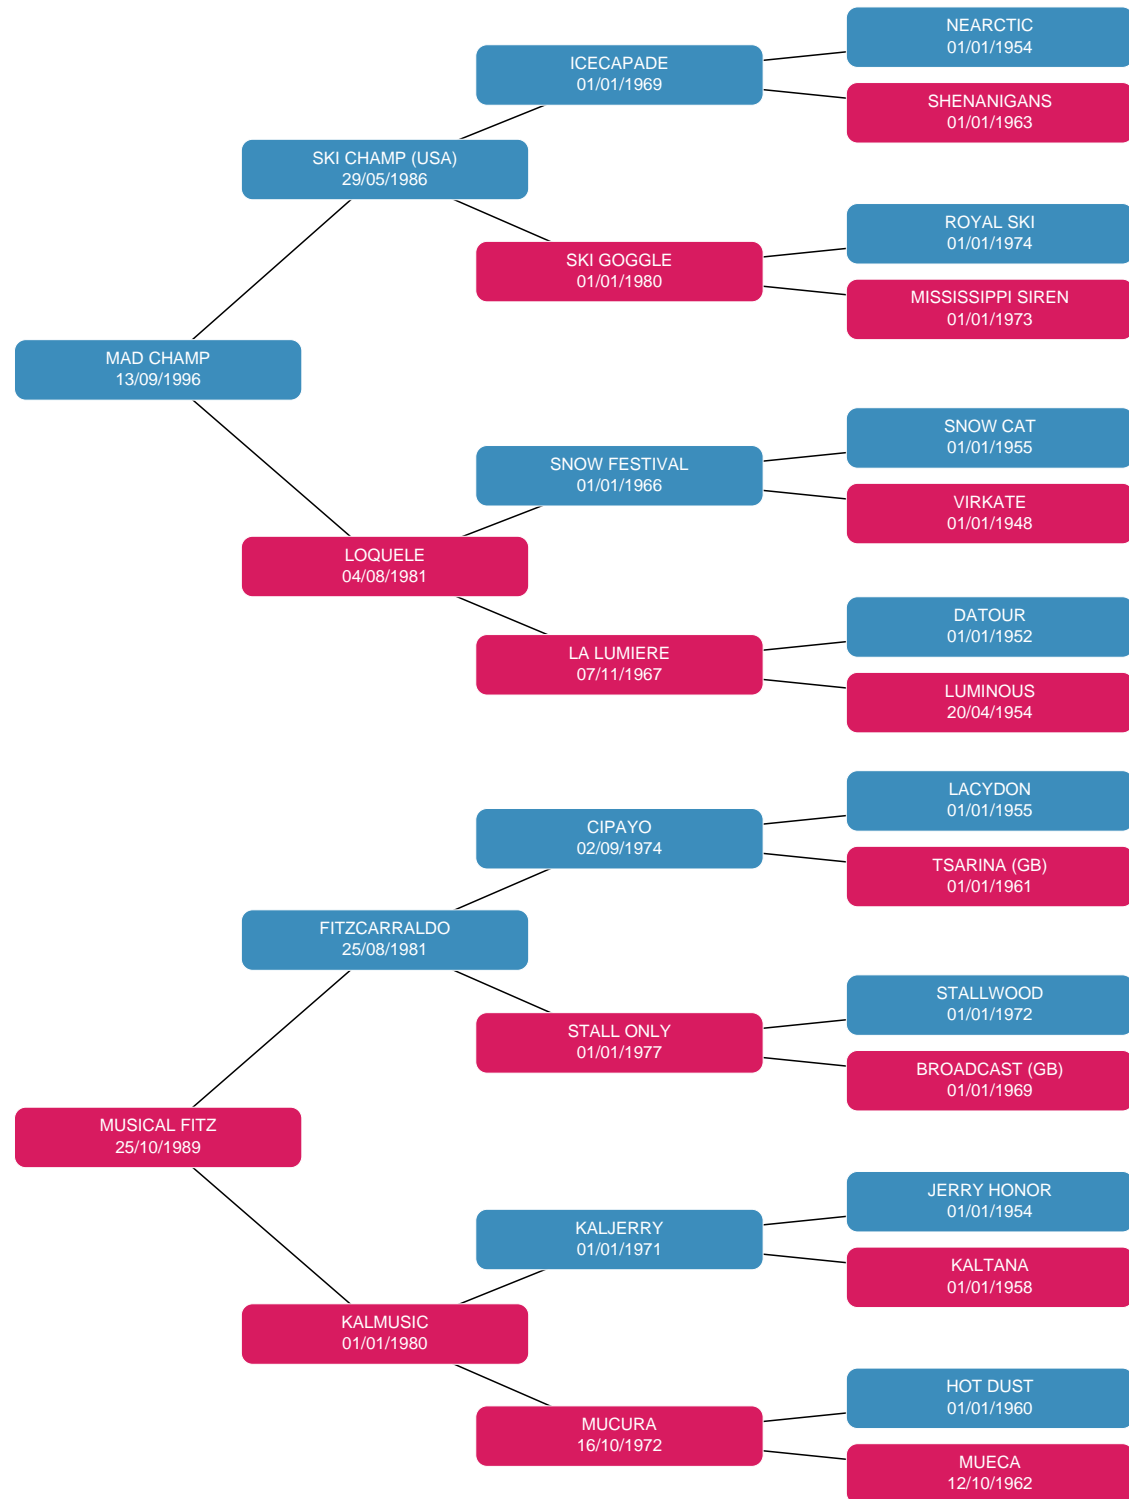 NEARCTIC
01/01/1954
ICECAPADE
01/01/1969
SHENANIGANS
01/01/1963
SKI CHAMP (USA)
29/05/1986
ROYAL SKI
01/01/1974
SKI GOGGLE
01/01/1980
MISSISSIPPI SIREN
01/01/1973
MAD CHAMP
13/09/1996
SNOW CAT
01/01/1955
SNOW FESTIVAL
01/01/1966
VIRKATE
01/01/1948
LOQUELE
04/08/1981
DATOUR
01/01/1952
LA LUMIERE
07/11/1967
LUMINOUS
20/04/1954
LACYDON
01/01/1955
CIPAYO
02/09/1974
TSARINA (GB)
01/01/1961
FITZCARRALDO
25/08/1981
STALLWOOD
01/01/1972
STALL ONLY
01/01/1977
BROADCAST (GB)
01/01/1969
MUSICAL FITZ
25/10/1989
JERRY HONOR
01/01/1954
KALJERRY
01/01/1971
KALTANA
01/01/1958
KALMUSIC
01/01/1980
HOT DUST
01/01/1960
MUCURA
16/10/1972
MUECA
12/10/1962